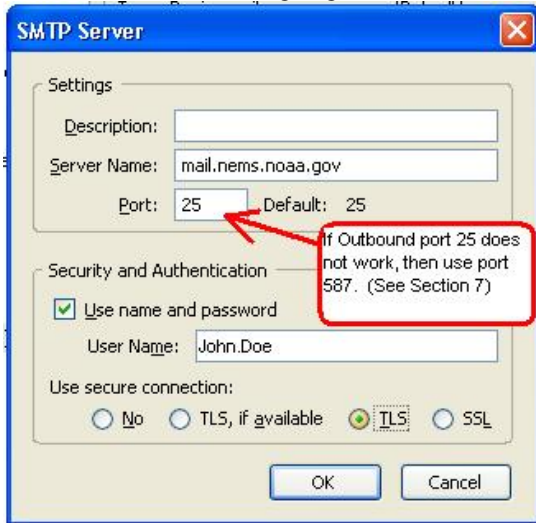 SMTP Server
Settings
Description:
Server Name: mail.nems.noaa.gov
Port: 25 Default: 25
If Outbound port 25 does
not work, then use port
587. (See Section 7)
Security and Authentication
Use name and password
User Name: John.Doe
Use secure connection:
No TLS, if available TLS SSL
OK Cancel